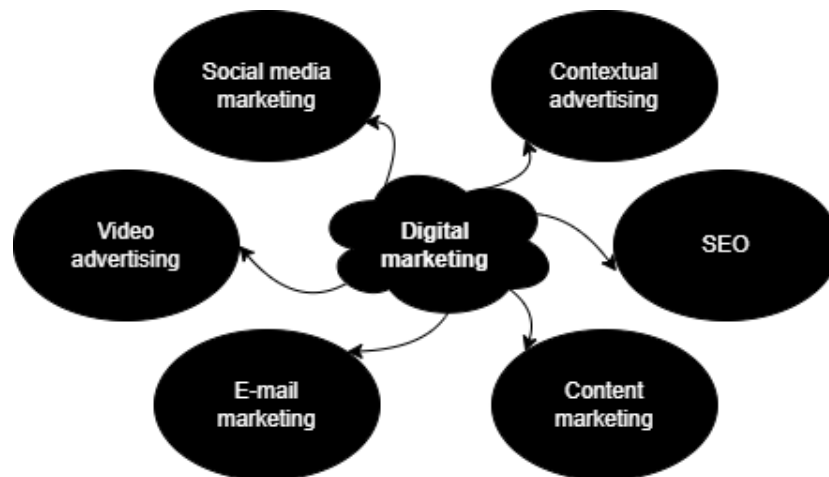 Social media
marketing
Contextual
advertising
Video
advertising
Digital
marketing
SEO
E-mail
marketing
Content
marketing